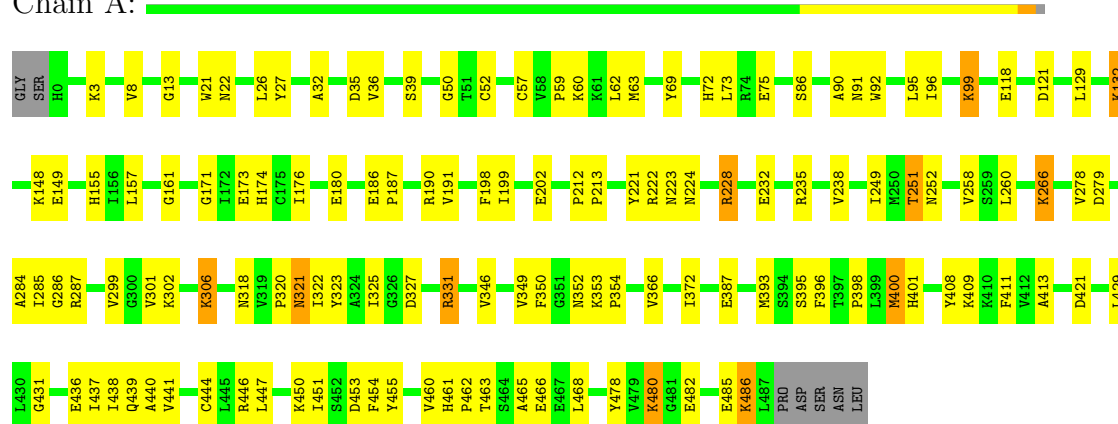 Chain A:
GLY SER H0 K3 V8 G13 W21 N22 L26 Y27 A32 D35 V36 S39 G50 T51 C52 C57 V58 P59 K60 K61 L62 M63 Y69 H72 L73 R74 E75 S86 A90 N91 W92 L95 I96 K99 E118 D121 L129 K132
K148 E149 H155 I156 L157 G161 G171 I172 E173 H174 C175 I176 E180 E186 P187 R190 V191 F198 I199 E202 P212 P213 Y221 R222 N223 N224 R228 E232 R235 V238 I249 M250 T251 N252 V258 S259 L260 K266 V278 D279
A284 I285 G286 R287 V299 G300 V301 K302 K306 N318 V319 P320 N321 I322 Y323 A324 I325 G326 D327 R331 V346 V349 F350 G351 N352 K353 P354 V366 I372 E387 M393 S394 S395 F396 T397 P398 L399 M400 H401 Y408 K409 K410 F411 V412 A413 D421
L430 G431 E436 I437 I438 Q439 A440 V441 C444 L445 R446 L447 K450 I451 S452 D453 F454 Y455 V460 H461 P462 T463 S464 A465 E466 E467 L468 Y478 V479 K480 G481 E482 E485 K486 L487 PRO ASP SER ASN LEU